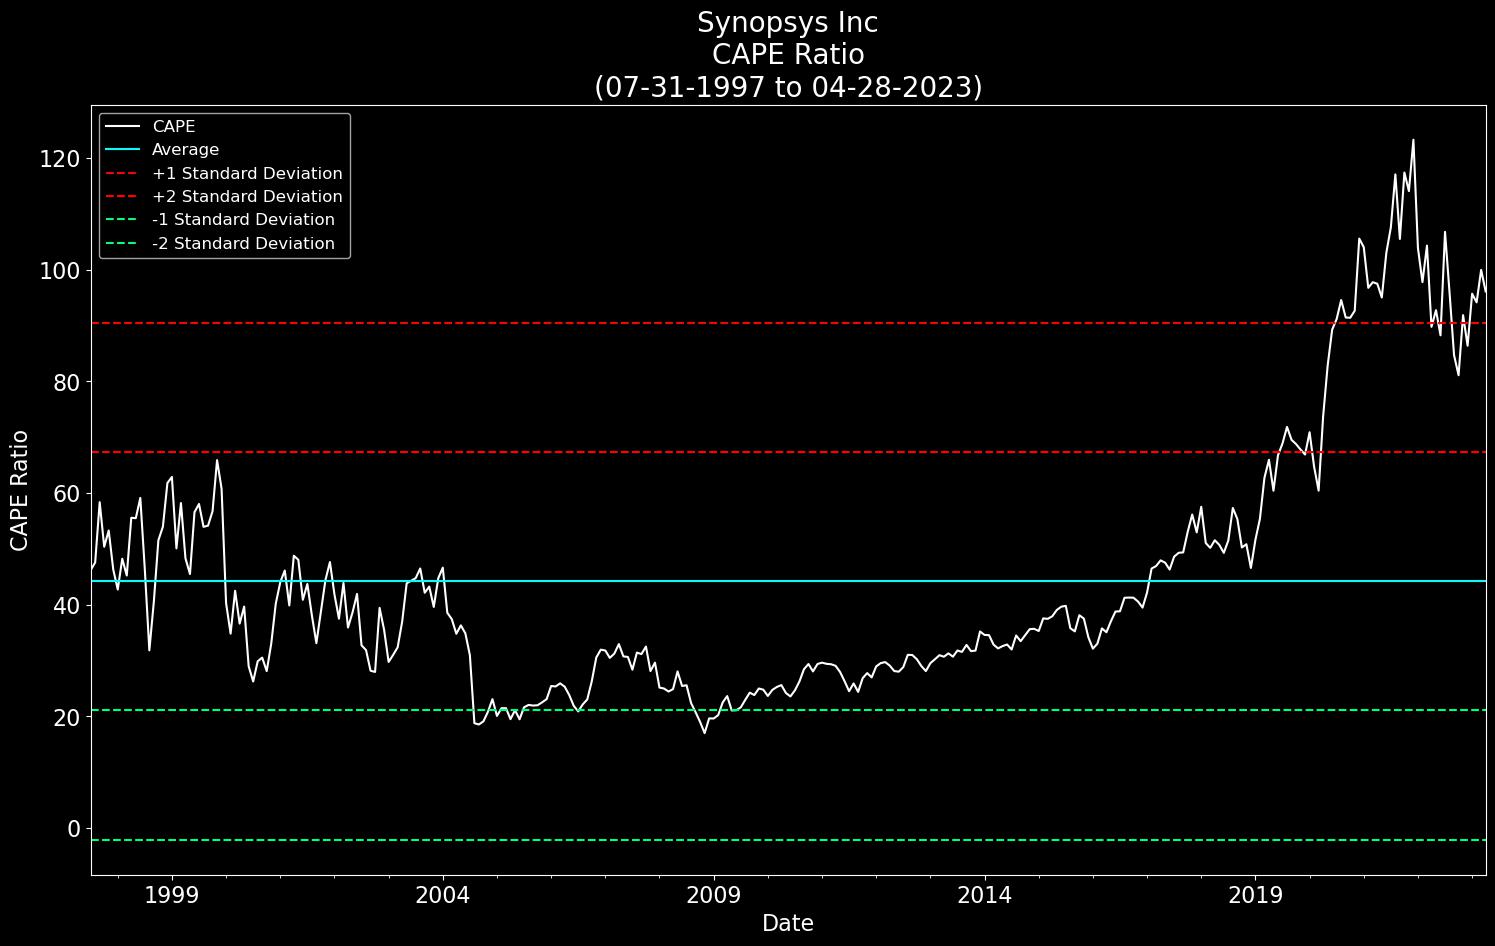 Synopsys Inc
CAPE Ratio
(07-31-1997 to 04-28-2023)
CAPE
Average
+1 Standard Deviation
+2 Standard Deviation
-1 Standard Deviation
-2 Standard Deviation
120
100
80
60
40
20
0
CAPE Ratio
1999
2004
2009
2014
2019
Date